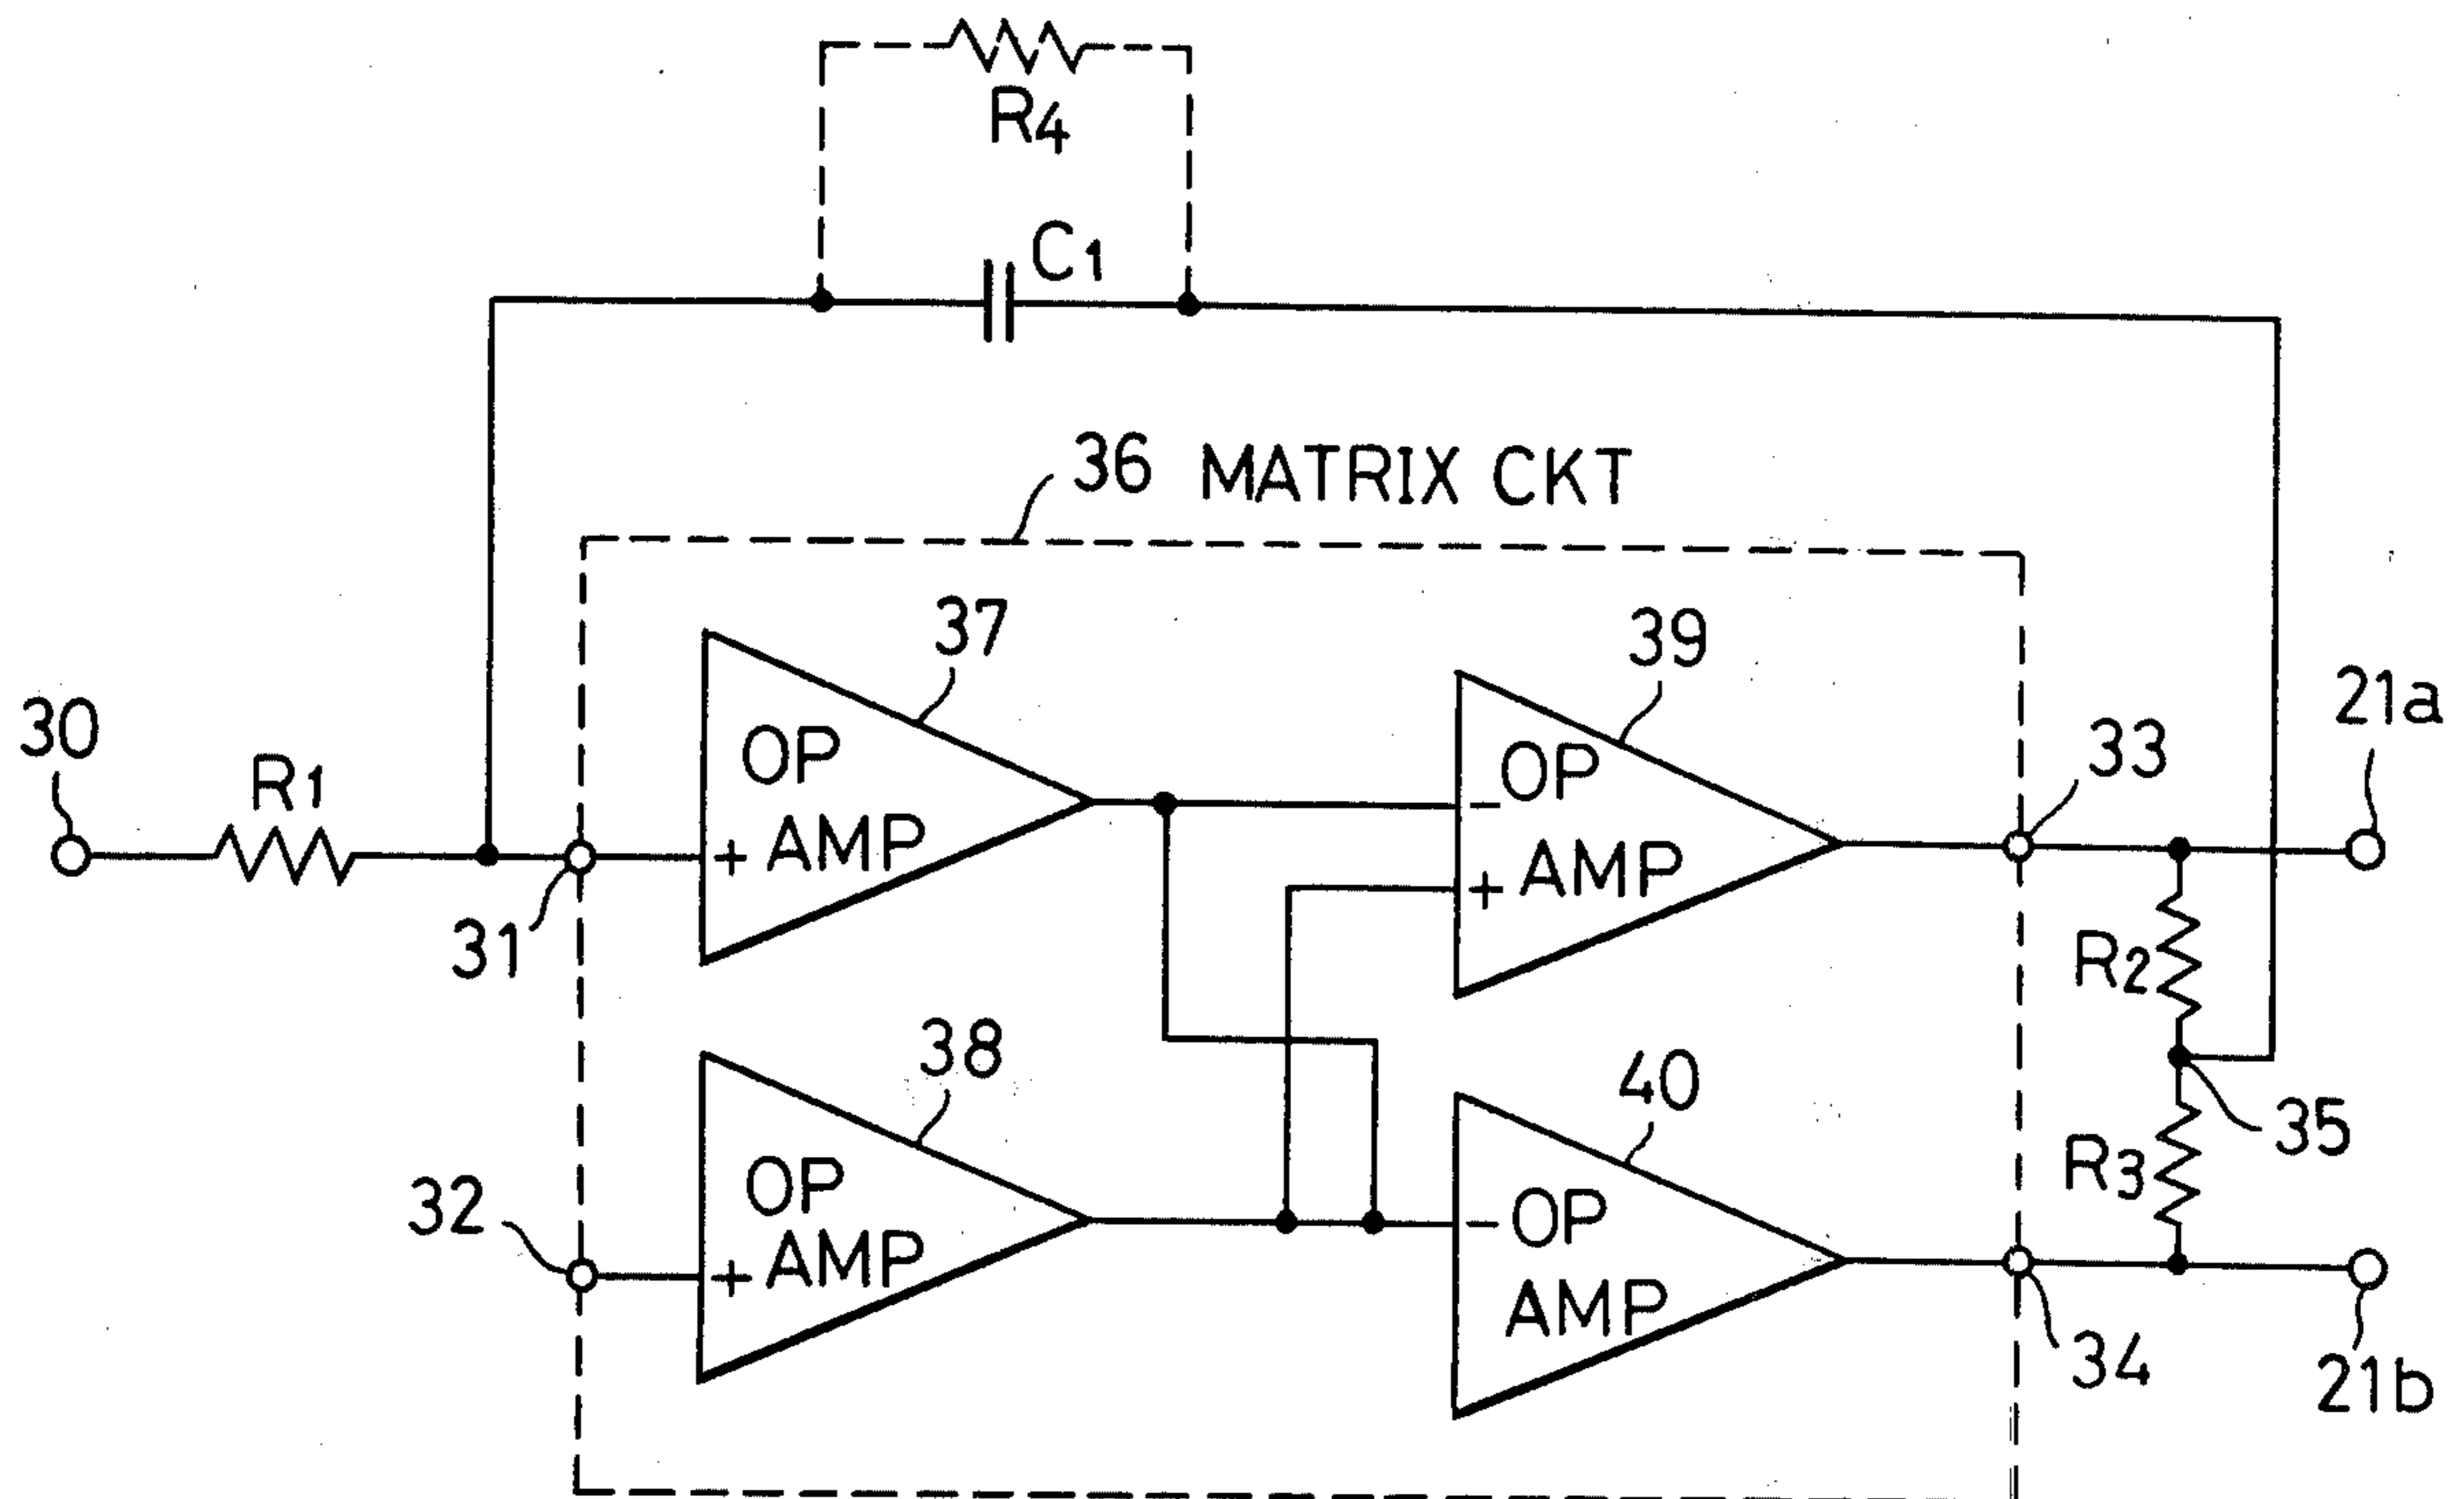 R4
C1
36 MATRIX CKT
37
39
30
R1
OP
+ AMP
- OP
+ AMP
33
21a
31
R2
38
40
35
R3
32
OP
+ AMP
- OP
AMP
34
21b